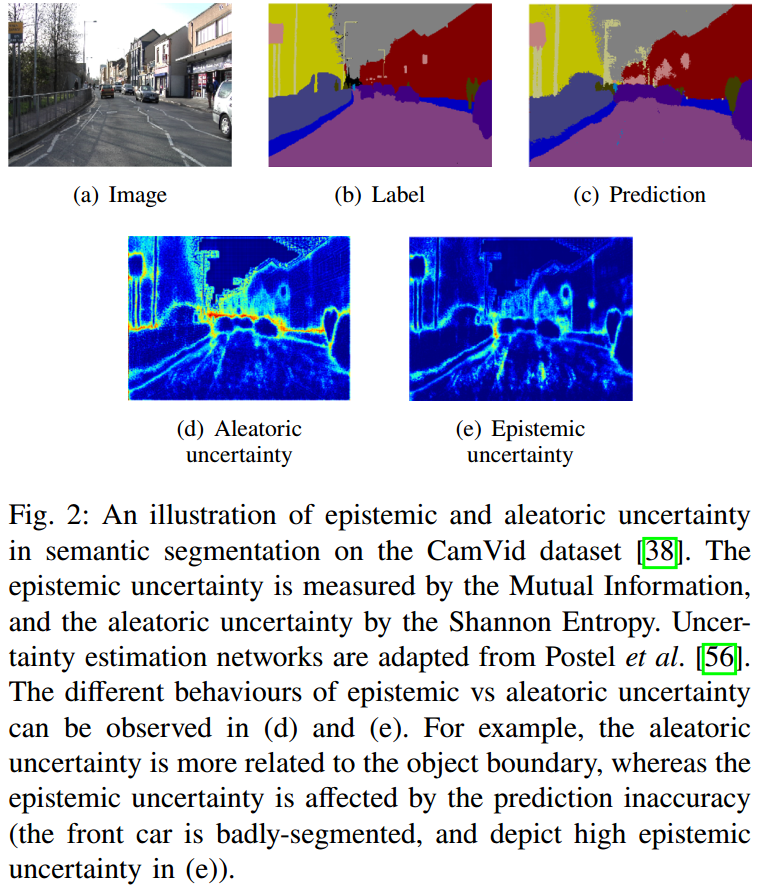 (a) Image
(b) Label
(c) Prediction
(d) Aleatoric
uncertainty
(e) Epistemic
uncertainty
Fig. 2: An illustration of epistemic and aleatoric uncertainty
in semantic segmentation on the CamVid dataset [38]. The
epistemic uncertainty is measured by the Mutual Information,
and the aleatoric uncertainty by the Shannon Entropy. Uncer-
tainty estimation networks are adapted from Postel et al. [56].
The different behaviours of epistemic vs aleatoric uncertainty
can be observed in (d) and (e). For example, the aleatoric
uncertainty is more related to the object boundary, whereas the
epistemic uncertainty is affected by the prediction inaccuracy
(the front car is badly-segmented, and depict high epistemic
uncertainty in (e)).